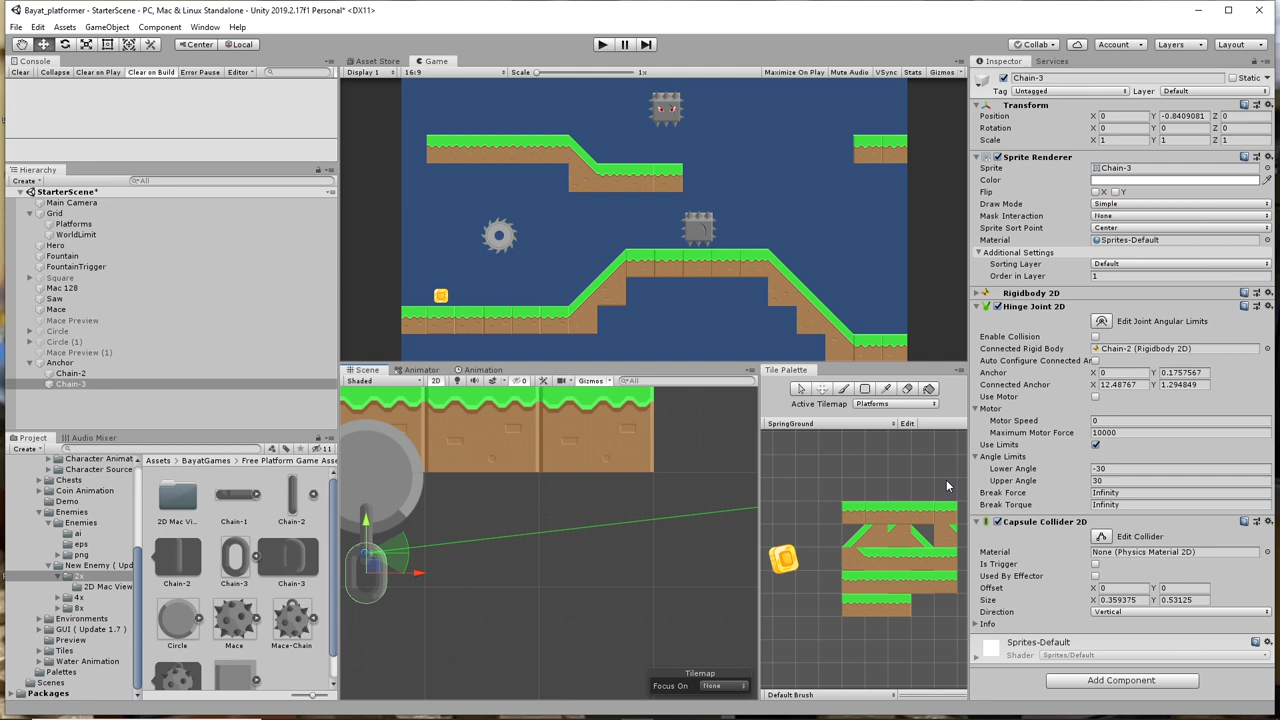 Bayat_platformer - StarterScene - PC, Mac & Linux Standalone - Unity 2019.2.17f1 Personal* <DX11>
File Edit Assets GameObject Component Window Help
Center Local Collab Account Layers Layout
Console
Clear Collapse Clear on Play Clear on Build Error Pause Editor
Asset Store Game
Display 1 16:9 Scale 1x Maximize On Play Mute Audio VSync Stats Gizmos
Hierarchy
Create All
StarterScene*
Main Camera
Grid
Platforms
WorldLimit
Hero
Fountain
FountainTrigger
Square
Mac 128
Saw
Mace
Mace Preview
Circle
Circle (1)
Mace Preview (1)
Anchor
Chain-2
Chain-3
Project Audio Mixer
Create 11
Character Animat
Character Source
Chests
Coin Animation
Demo
Enemies
Enemies
ai
eps
png
New Enemy ( Upd
2x
2D Mac View
4x
8x
Environments
GUI ( Update 1.7 )
Preview
Tiles
Water Animation
Palettes
Scenes
Packages
Assets BayatGames Free Platform Game Asse
2D Mac Vi... Chain-1 Chain-2
Chain-2 Chain-3 Chain-3
Circle Mace Mace-Chain
Scene Animator Animation
Shaded 2D 0 Gizmos All
Tilemap
Focus On None
Tile Palette
Active Tilemap Platforms
SpringGround Edit
Default Brush
Inspector Services
Chain-3 Static
Tag Untagged Layer Default
Transform
Position X 0 Y -0.8409081 Z 0
Rotation X 0 Y 0 Z 0
Scale X 1 Y 1 Z 1
Sprite Renderer
Sprite Chain-3
Color
Flip X Y
Draw Mode Simple
Mask Interaction None
Sprite Sort Point Center
Material Sprites-Default
Additional Settings
Sorting Layer Default
Order in Layer 1
Rigidbody 2D
Hinge Joint 2D
Edit Joint Angular Limits
Enable Collision
Connected Rigid Body Chain-2 (Rigidbody 2D)
Auto Configure Connected An
Anchor X 0 Y 0.1757567
Connected Anchor X 12.48767 Y 1.294849
Use Motor
Motor
Motor Speed 0
Maximum Motor Force 10000
Use Limits
Angle Limits
Lower Angle -30
Upper Angle 30
Break Force Infinity
Break Torque Infinity
Capsule Collider 2D
Edit Collider
Material None (Physics Material 2D)
Is Trigger
Used By Effector
Offset X 0 Y 0
Size X 0.359375 Y 0.53125
Direction Vertical
Info
Sprites-Default
Shader Sprites/Default
Add Component